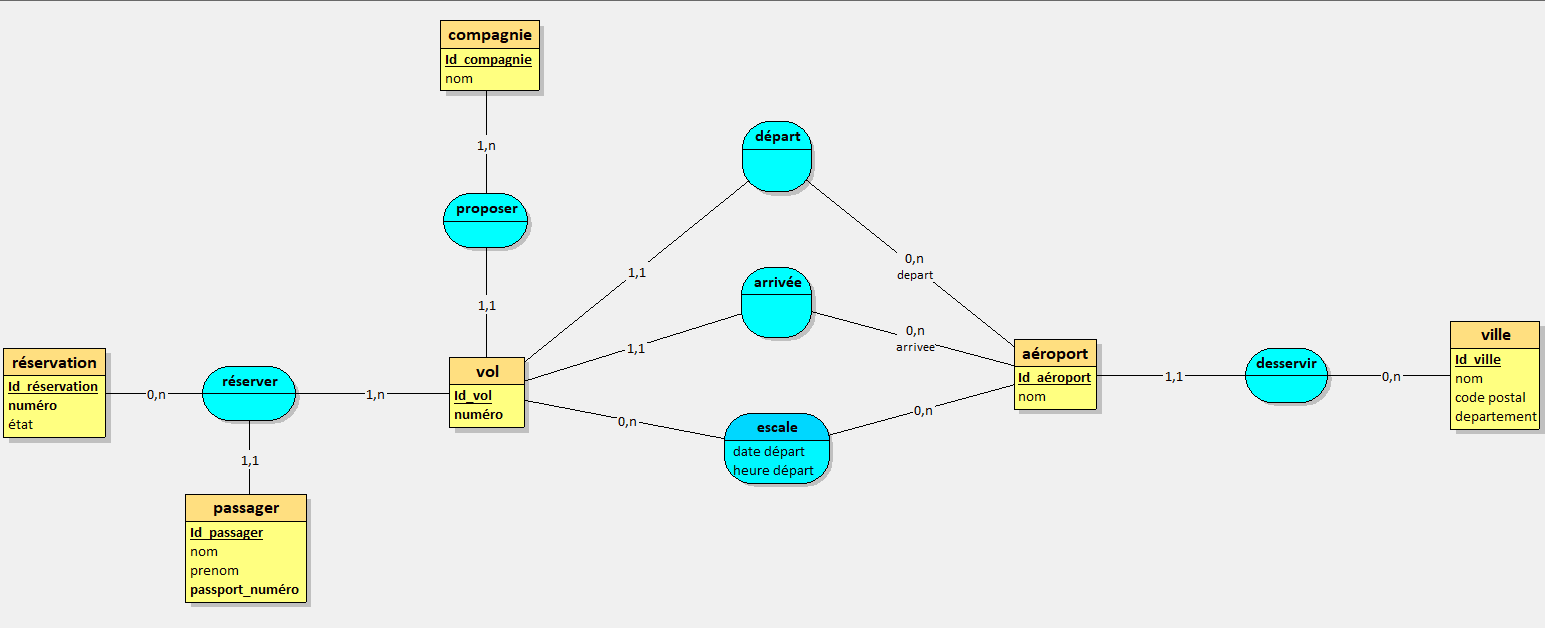 compagnie
Id_compagnie
nom
1,n
proposer
1,1
départ
1,1
0,n
depart
arrivée
1,1
0,n
arrivee
réservation
Id_réservation
numéro
état
0,n
réserver
1,n
vol
Id_vol
numéro
aéroport
Id_aéroport
nom
1,1
desservir
0,n
ville
Id_ville
nom
code postal
departement
0,n
escale
date départ
heure départ
0,n
1,1
passager
Id_passager
nom
prenom
passport_numéro